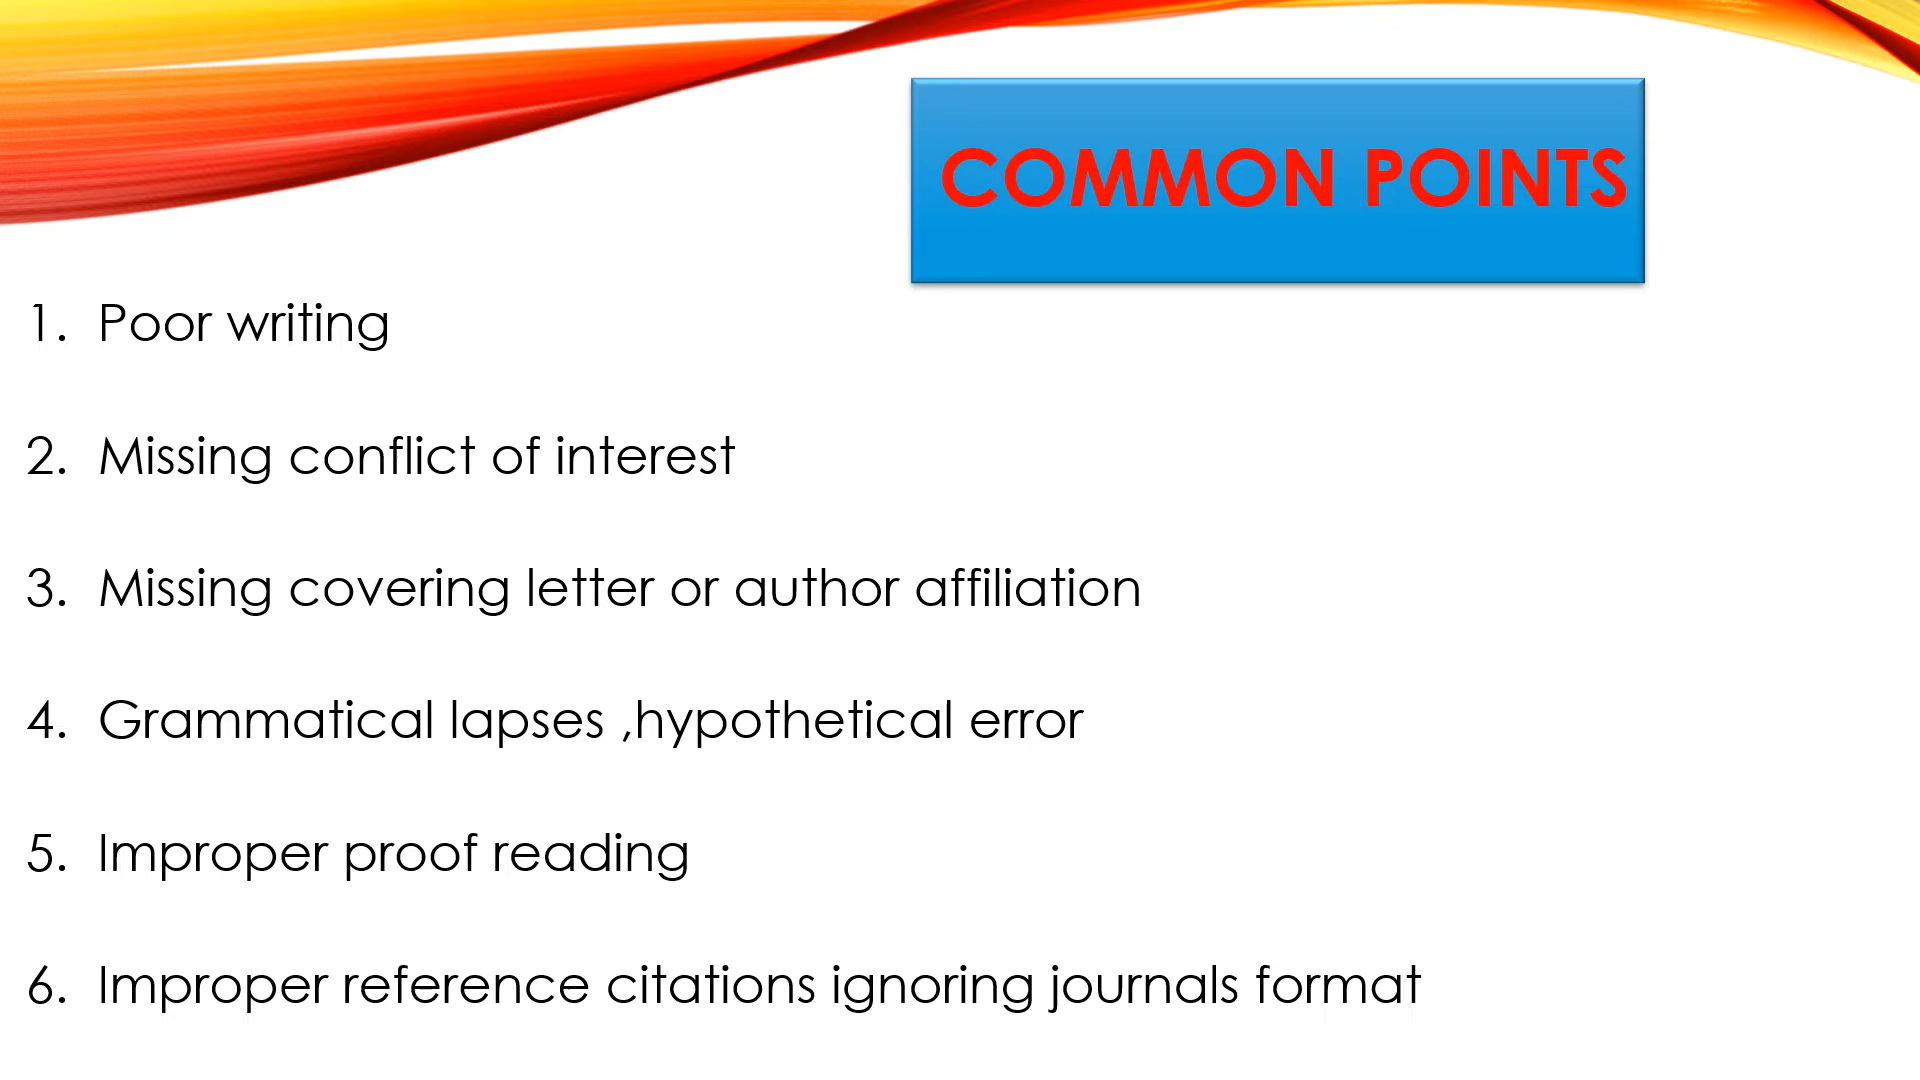 COMMON POINTS
1. Poor writing
2. Missing conflict of interest
3. Missing covering letter or author affiliation
4. Grammatical lapses ,hypothetical error
5. Improper proof reading
6. Improper reference citations ignoring journals format